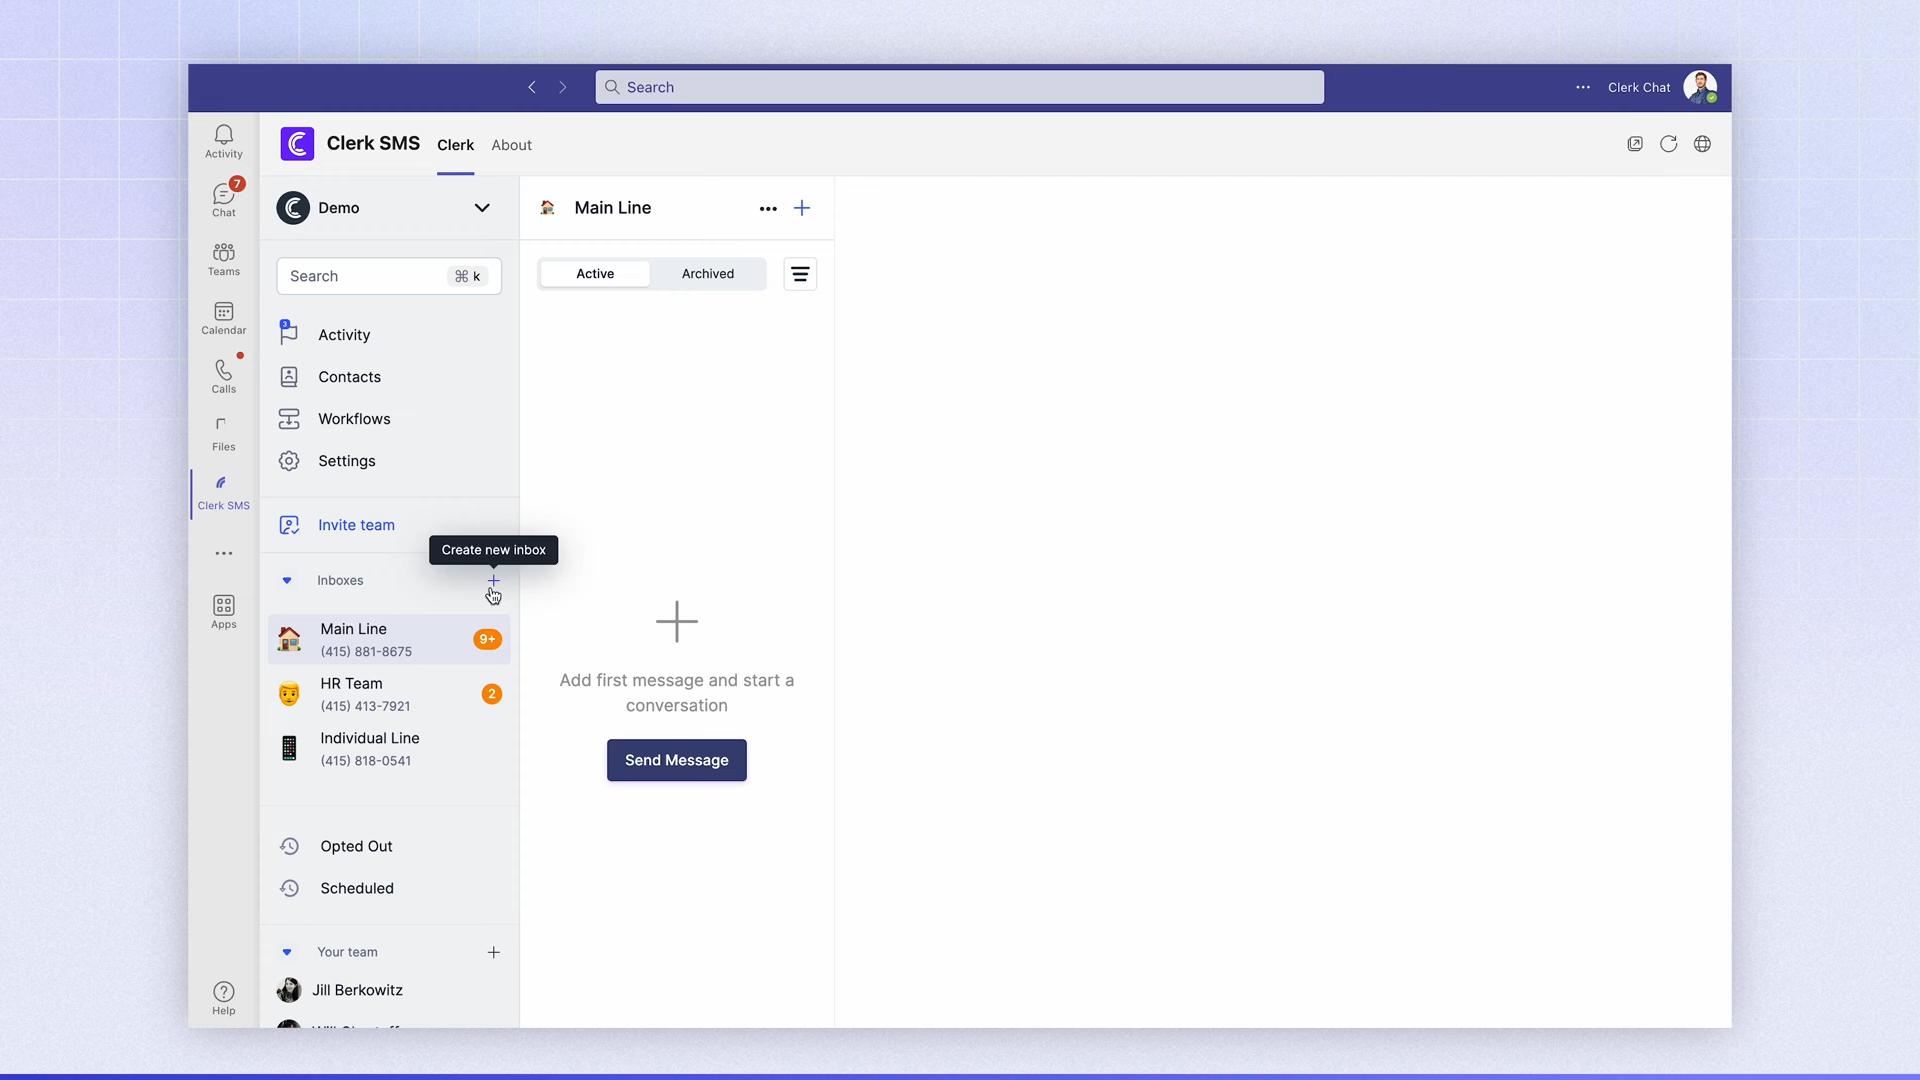 Search
Clerk Chat
Activity
7
Chat
Teams
Calendar
Calls
Files
Clerk SMS
Apps
Help
Clerk SMS
Clerk
About
Demo
Search
⌘ k
3
Activity
Contacts
Workflows
Settings
Invite team
Create new inbox
Inboxes
Main Line
(415) 881-8675
9+
HR Team
(415) 413-7921
2
Individual Line
(415) 818-0541
Opted Out
Scheduled
Your team
Jill Berkowitz
Main Line
Active
Archived
Add first message and start a
conversation
Send Message